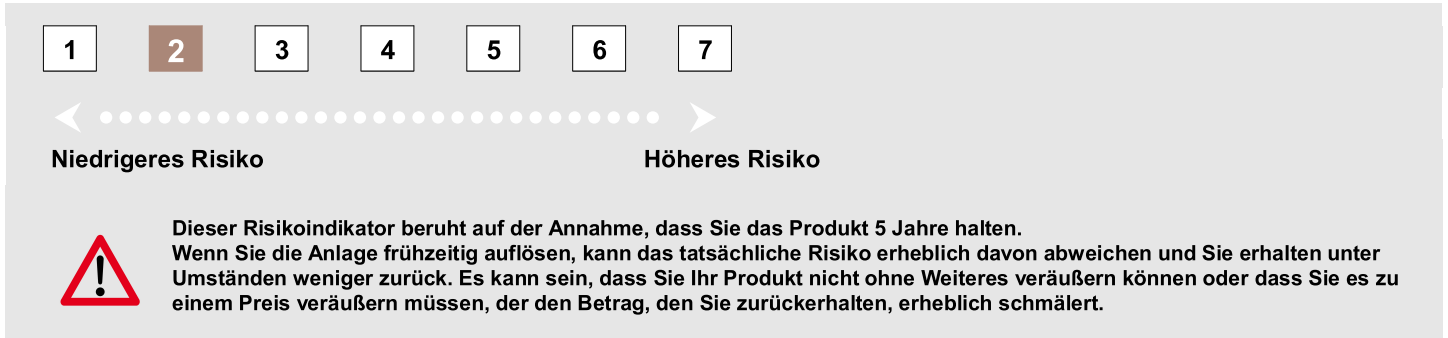 1 2 3 4 5 6 7
Niedrigeres Risiko Höheres Risiko
Dieser Risikoindikator beruht auf der Annahme, dass Sie das Produkt 5 Jahre halten.
Wenn Sie die Anlage frühzeitig auflösen, kann das tatsächliche Risiko erheblich davon abweichen und Sie erhalten unter
Umständen weniger zurück. Es kann sein, dass Sie Ihr Produkt nicht ohne Weiteres veräußern können oder dass Sie es zu
einem Preis veräußern müssen, der den Betrag, den Sie zurückerhalten, erheblich schmälert.